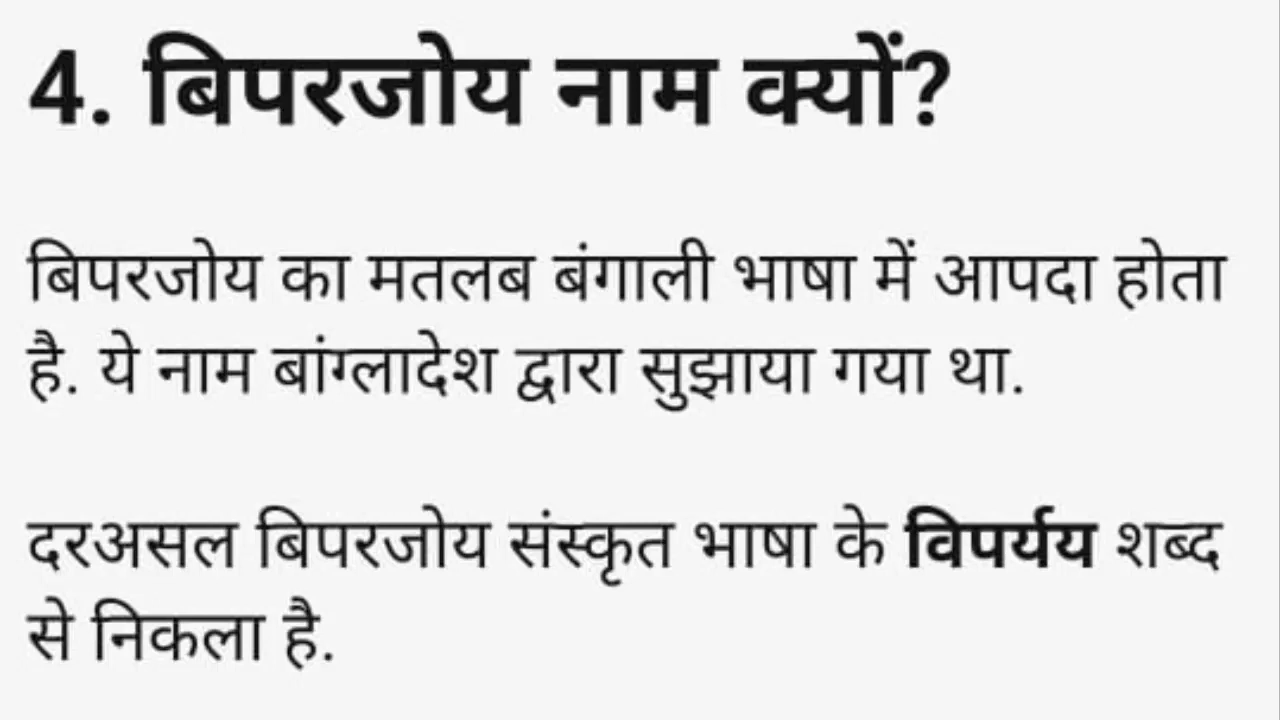 4. बिपरजोय नाम क्यों?
बिपरजोय का मतलब बंगाली भाषा में आपदा होता
है. ये नाम बांग्लादेश द्वारा सुझाया गया था.
दरअसल बिपरजोय संस्कृत भाषा के विपर्यय शब्द
से निकला है.